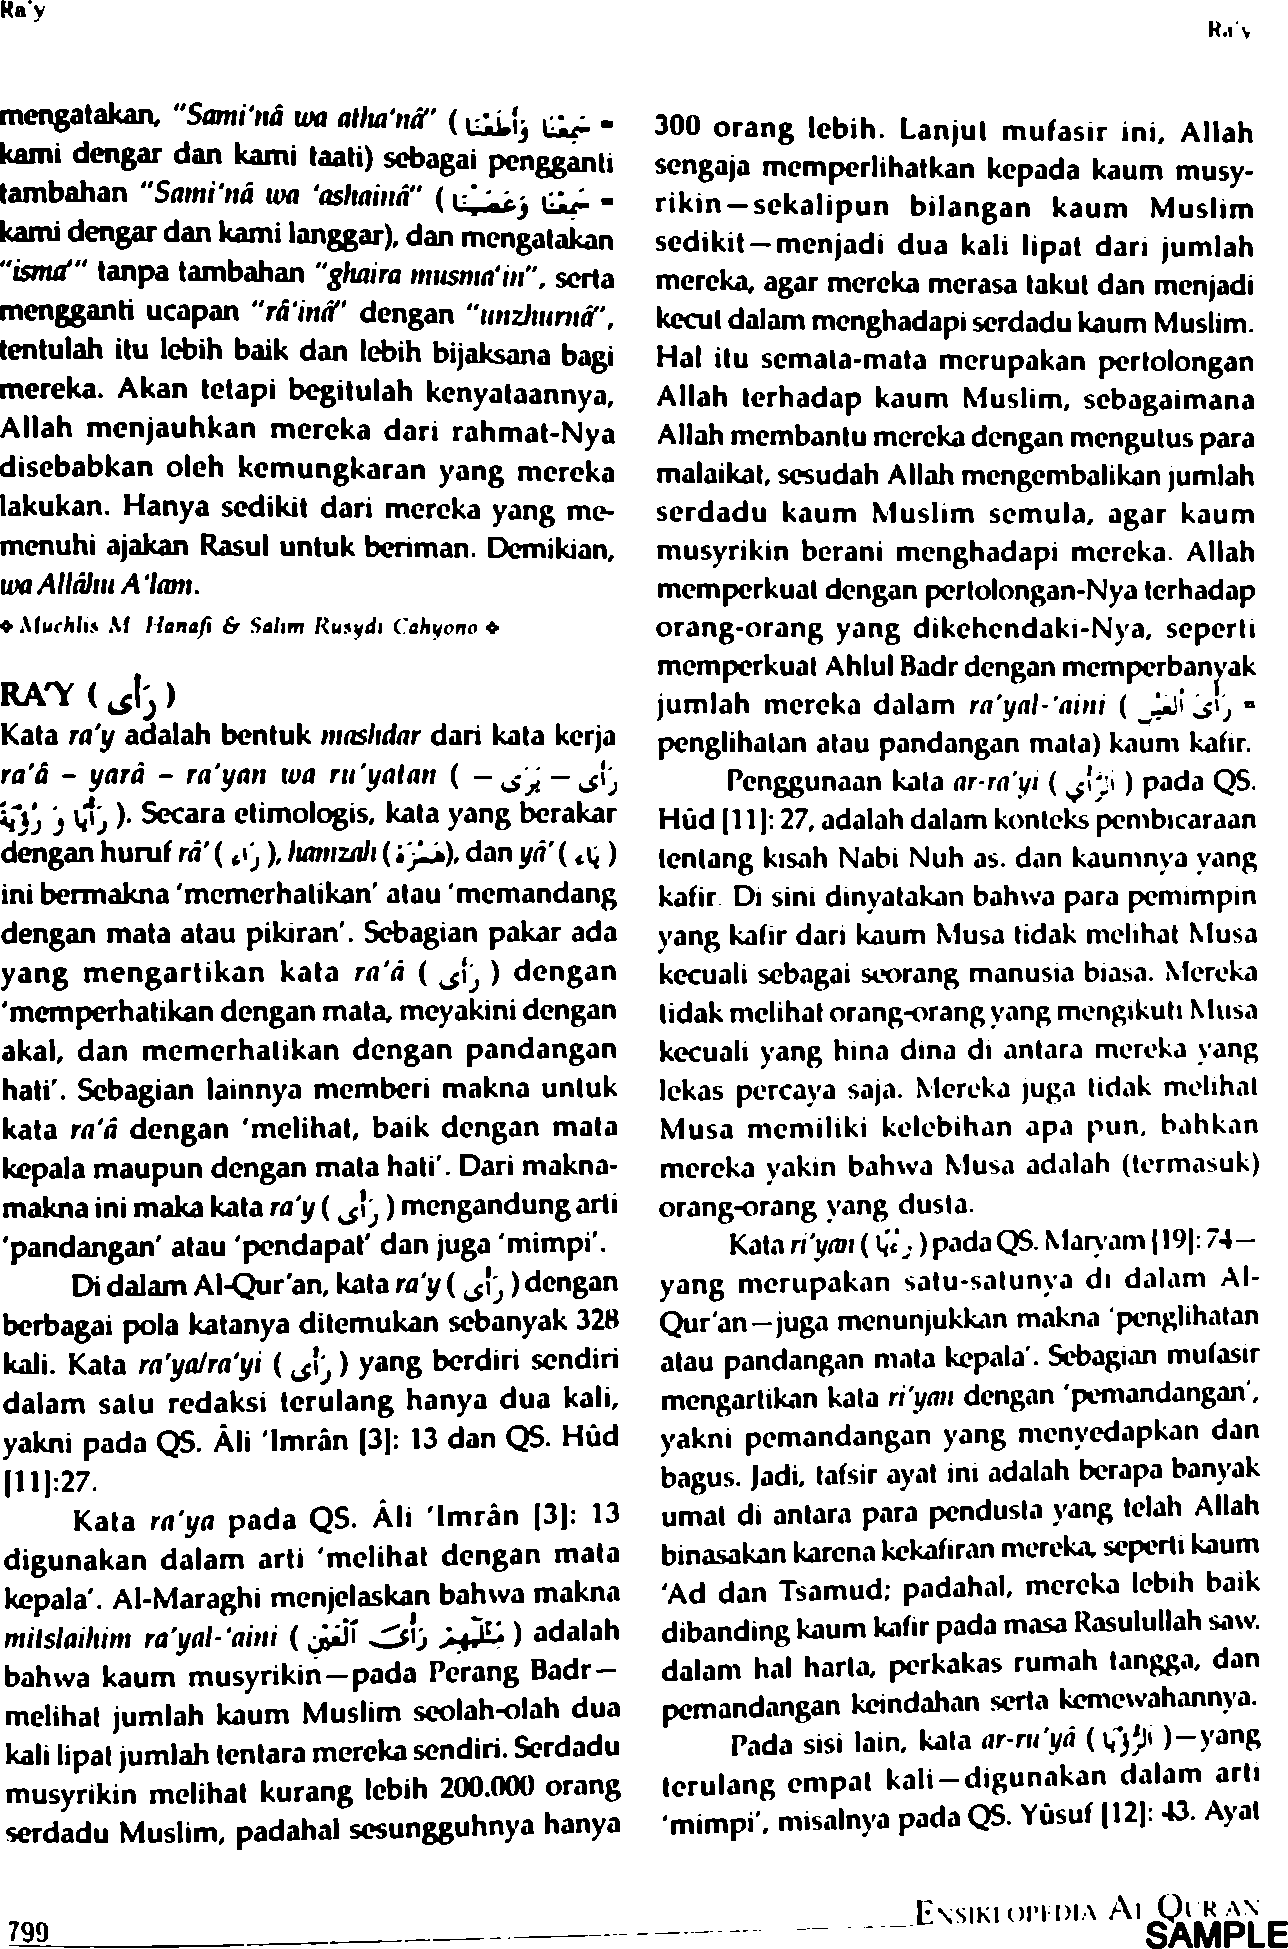 Ra'y
Ra'y
mengatakan, "Sami'nâ wa atha'nâ" (سَمِعْنَا وَأَطَعْنَا =
kami dengar dan kami taati) sebagai pengganti
tambahan "Sami'nâ wa 'ashainâ" (سَمِعْنَا وَعَصَيْنَا =
kami dengar dan kami langgar), dan mengatakan
"isma'" tanpa tambahan "ghaira musma'in", serta
mengganti ucapan "râ'inâ" dengan "unzhurnâ",
tentulah itu lebih baik dan lebih bijaksana bagi
mereka. Akan tetapi begitulah kenyataannya,
Allah menjauhkan mereka dari rahmat-Nya
disebabkan oleh kemungkaran yang mereka
lakukan. Hanya sedikit dari mereka yang me-
menuhi ajakan Rasul untuk beriman. Demikian,
wa Allâhu A'lam.
◆ Muchlis M Hanafi & Salim Rusydi Cahyono ◆
RA'Y (رَأْى)
Kata ra'y adalah bentuk mashdar dari kata kerja
ra'â – yarâ – ra'yan wa ru'yatan ( رَأَى – يَرَى –
رَأْيًا وَ رُؤْيَةً ). Secara etimologis, kata yang berakar
dengan huruf râ' ( رَاء ), hamzah (هَمْزَة), dan yâ' ( يَاء )
ini bermakna 'memerhatikan' atau 'memandang
dengan mata atau pikiran'. Sebagian pakar ada
yang mengartikan kata ra'â ( رَأَى ) dengan
'memperhatikan dengan mata, meyakini dengan
akal, dan memerhatikan dengan pandangan
hati'. Sebagian lainnya memberi makna untuk
kata ra'â dengan 'melihat, baik dengan mata
kepala maupun dengan mata hati'. Dari makna-
makna ini maka kata ra'y ( رَأْى ) mengandung arti
'pandangan' atau 'pendapat' dan juga 'mimpi'.
Di dalam Al-Qur'an, kata ra'y ( رَأْى ) dengan
berbagai pola katanya ditemukan sebanyak 328
kali. Kata ra'ya/ra'yi ( رَأْى ) yang berdiri sendiri
dalam satu redaksi terulang hanya dua kali,
yakni pada QS. Âli 'Imrân [3]: 13 dan QS. Hûd
[11]:27.
Kata ra'ya pada QS. Âli 'Imrân [3]: 13
digunakan dalam arti 'melihat dengan mata
kepala'. Al-Maraghi menjelaskan bahwa makna
mitslaihim ra'yal-'aini ( مِثْلَيْهِمْ رَأْىَ الْعَيْنِ ) adalah
bahwa kaum musyrikin—pada Perang Badr—
melihat jumlah kaum Muslim seolah-olah dua
kali lipat jumlah tentara mereka sendiri. Serdadu
musyrikin melihat kurang lebih 200.000 orang
serdadu Muslim, padahal sesungguhnya hanya
300 orang lebih. Lanjut mufasir ini, Allah
sengaja memperlihatkan kepada kaum musy-
rikin—sekalipun bilangan kaum Muslim
sedikit—menjadi dua kali lipat dari jumlah
mereka, agar mereka merasa takut dan menjadi
kecut dalam menghadapi serdadu kaum Muslim.
Hal itu semata-mata merupakan pertolongan
Allah terhadap kaum Muslim, sebagaimana
Allah membantu mereka dengan mengutus para
malaikat, sesudah Allah mengembalikan jumlah
serdadu kaum Muslim semula, agar kaum
musyrikin berani menghadapi mereka. Allah
memperkuat dengan pertolongan-Nya terhadap
orang-orang yang dikehendaki-Nya, seperti
memperkuat Ahlul Badr dengan memperbanyak
jumlah mereka dalam ra'yal-'aini ( رَأْىَ الْعَيْنِ =
penglihatan atau pandangan mata) kaum kafir.
Penggunaan kata ar-ra'yi ( الرَّأْيِ ) pada QS.
Hûd [11]: 27, adalah dalam konteks pembicaraan
tentang kisah Nabi Nuh as. dan kaumnya yang
kafir. Di sini dinyatakan bahwa para pemimpin
yang kafir dari kaum Musa tidak melihat Musa
kecuali sebagai seorang manusia biasa. Mereka
tidak melihat orang-orang yang mengikuti Musa
kecuali yang hina dina di antara mereka yang
lekas percaya saja. Mereka juga tidak melihat
Musa memiliki kelebihan apa pun, bahkan
mereka yakin bahwa Musa adalah (termasuk)
orang-orang yang dusta.
Kata ri'yan ( رِءْيًا ) pada QS. Maryam [19]: 74—
yang merupakan satu-satunya di dalam Al-
Qur'an—juga menunjukkan makna 'penglihatan
atau pandangan mata kepala'. Sebagian mufasir
mengartikan kata ri'yan dengan 'pemandangan',
yakni pemandangan yang menyedapkan dan
bagus. Jadi, tafsir ayat ini adalah berapa banyak
umat di antara para pendusta yang telah Allah
binasakan karena kekafiran mereka, seperti kaum
'Ad dan Tsamud; padahal, mereka lebih baik
dibanding kaum kafir pada masa Rasulullah saw.
dalam hal harta, perkakas rumah tangga, dan
pemandangan keindahan serta kemewahannya.
Pada sisi lain, kata ar-ru'yâ ( الرُّؤْيَا )—yang
terulang empat kali—digunakan dalam arti
'mimpi', misalnya pada QS. Yûsuf [12]: 43. Ayat
799
ENSIKLOPEDIA AL QUR'AN
SAMPLE